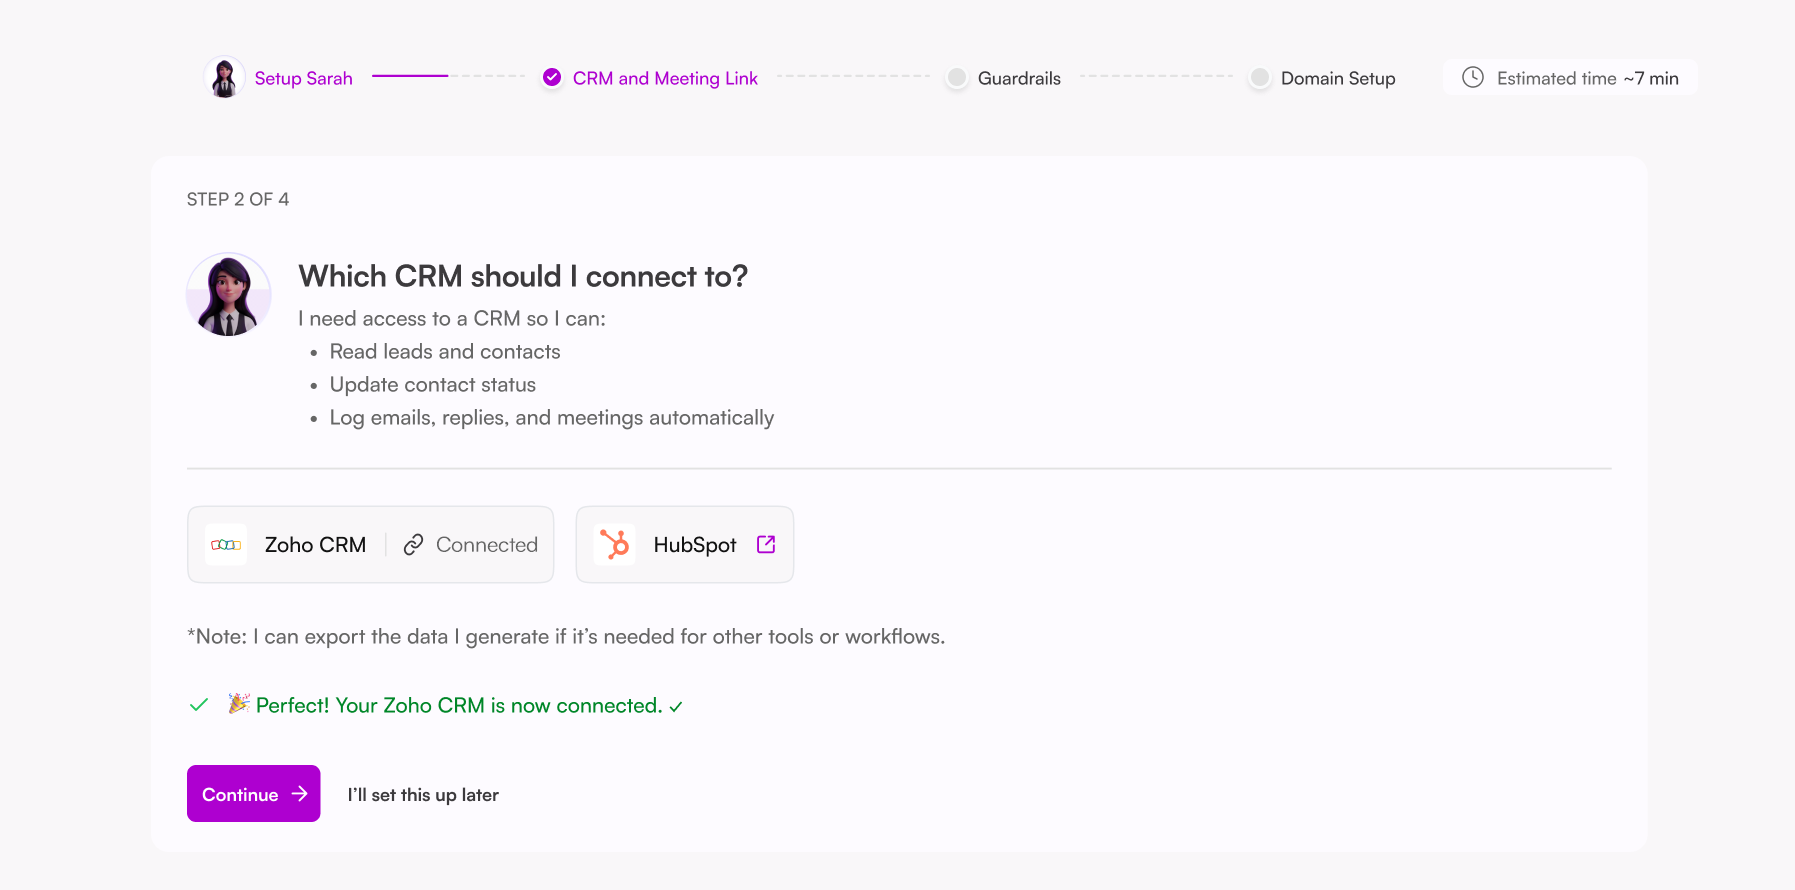 Setup Sarah
CRM and Meeting Link
Guardrails
Domain Setup
Estimated time ~7 min
STEP 2 OF 4
Which CRM should I connect to?
I need access to a CRM so I can:
• Read leads and contacts
• Update contact status
• Log emails, replies, and meetings automatically
Zoho CRM
Connected
HubSpot
*Note: I can export the data I generate if it’s needed for other tools or workflows.
🎉 Perfect! Your Zoho CRM is now connected. ✓
Continue →
I’ll set this up later